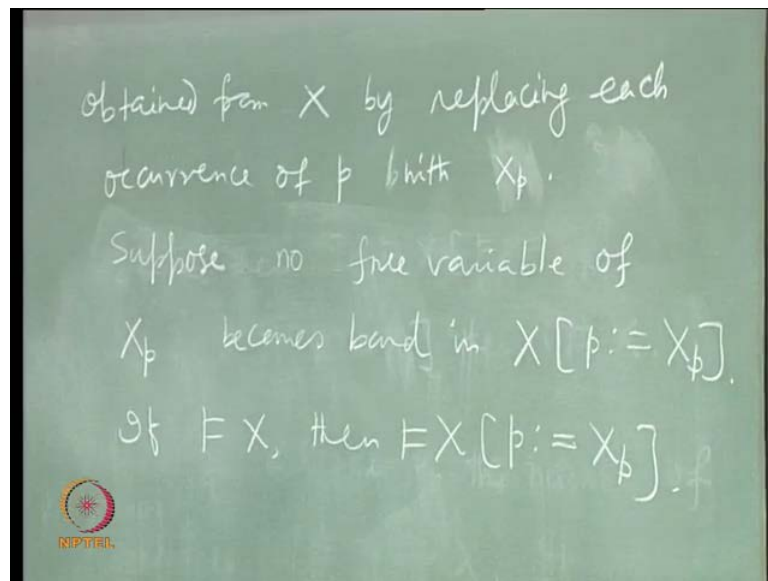 obtained from X by replacing each
ocurrence of p with Xp.
Suppose no free variable of
Xp becomes bound in X[p:=Xp].
If ⊨X, then ⊨X[p:=Xp].
NPTEL